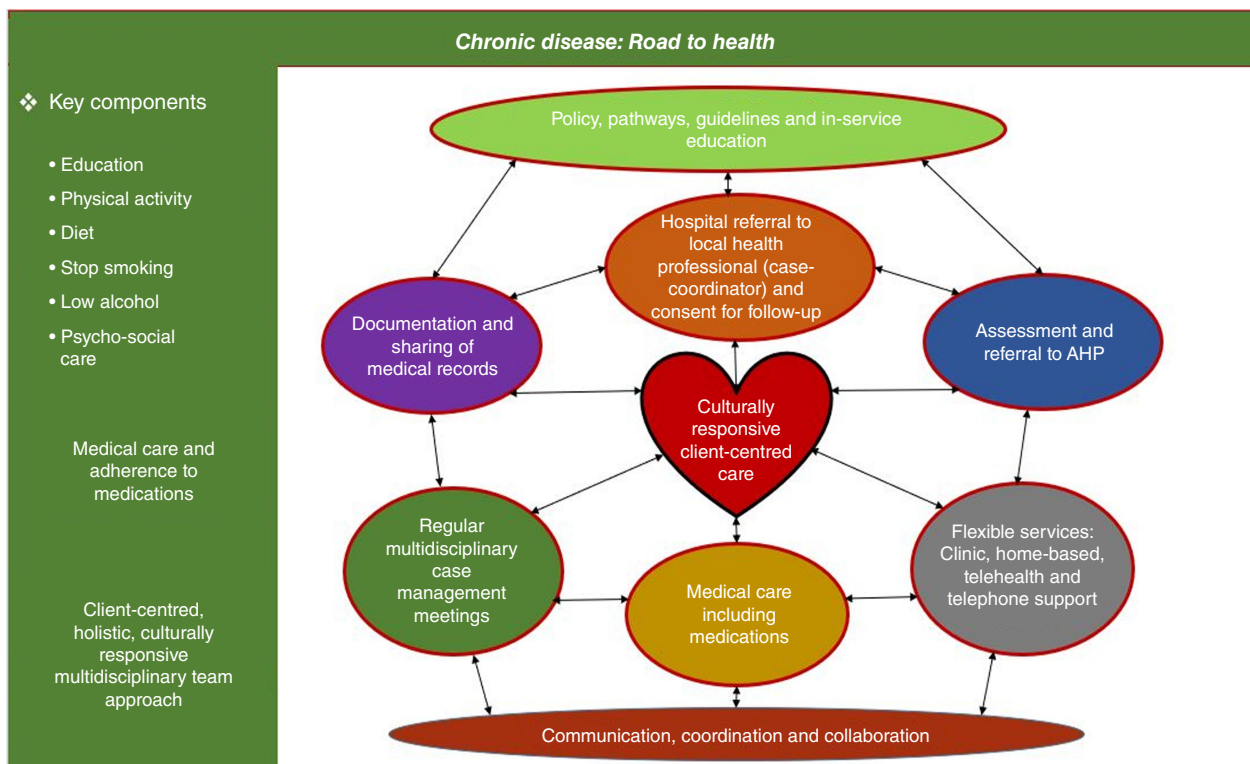 Chronic disease: Road to health
❖ Key components
• Education
• Physical activity
• Diet
• Stop smoking
• Low alcohol
• Psycho-social
care
Medical care and
adherence to
medications
Client-centred,
holistic, culturally
responsive
multidisciplinary team
approach
Policy, pathways, guidelines and in-service
education
Hospital referral to
local health
professional (case-
coordinator) and
consent for follow-up
Documentation and
sharing of
medical records
Assessment and
referral to AHP
Culturally
responsive
client-centred
care
Regular
multidisciplinary
case
management
meetings
Medical care
including
medications
Flexible services:
Clinic, home-based,
telehealth and
telephone support
Communication, coordination and collaboration